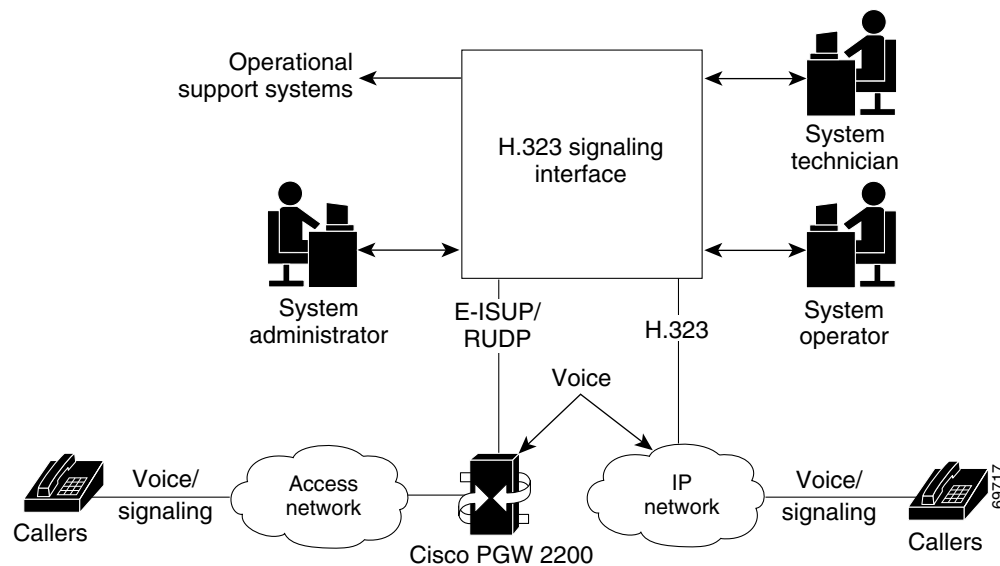 Operational
support systems
H.323 signaling
interface
System
technician
System
administrator
E-ISUP/
RUDP
H.323
System
operator
Voice
Voice/
signaling
Access
network
IP
network
Voice/
signaling
Callers
Cisco PGW 2200
Callers
69717